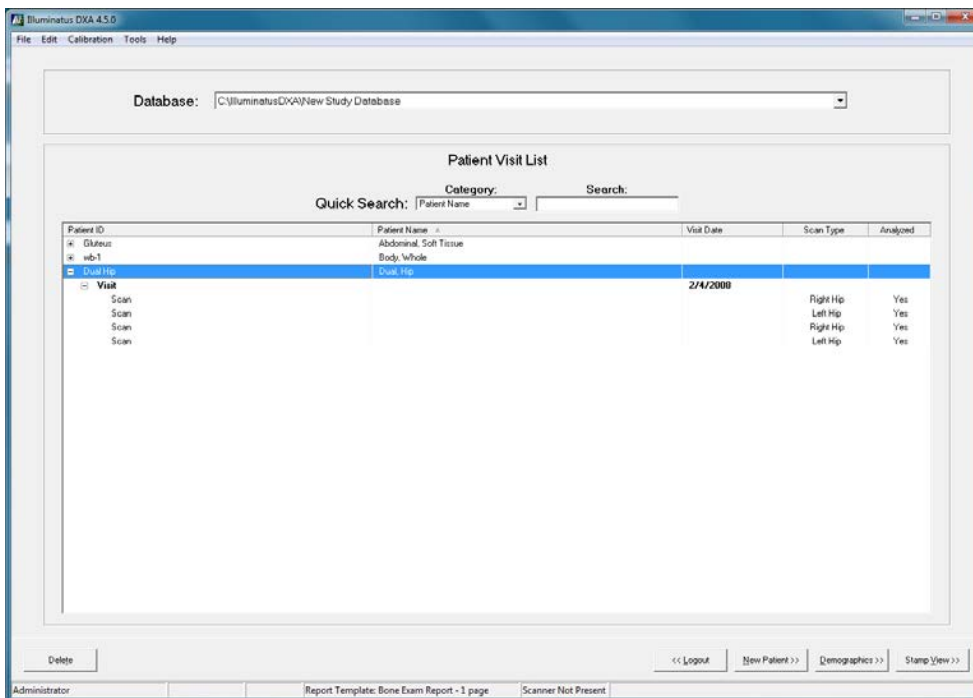 Illuminatus DXA 4.5.0
File Edit Calibration Tools Help
Database: C:\IlluminatusDXA\New Study Database
Patient Visit List
Category: Search:
Quick Search: Patient Name
Patient ID Patient Name Visit Date Scan Type Analyzed
Gluteus Abdominal, Soft Tissue
wb-1 Body, Whole
Dual Hip Dual, Hip
Visit 2/4/2000
Scan Right Hip Yes
Scan Left Hip Yes
Scan Right Hip Yes
Scan Left Hip Yes
Delete << Logout New Patient >> Demographics >> Stamp View >>
Administrator Report Template: Bone Exam Report - 1 page Scanner Not Present